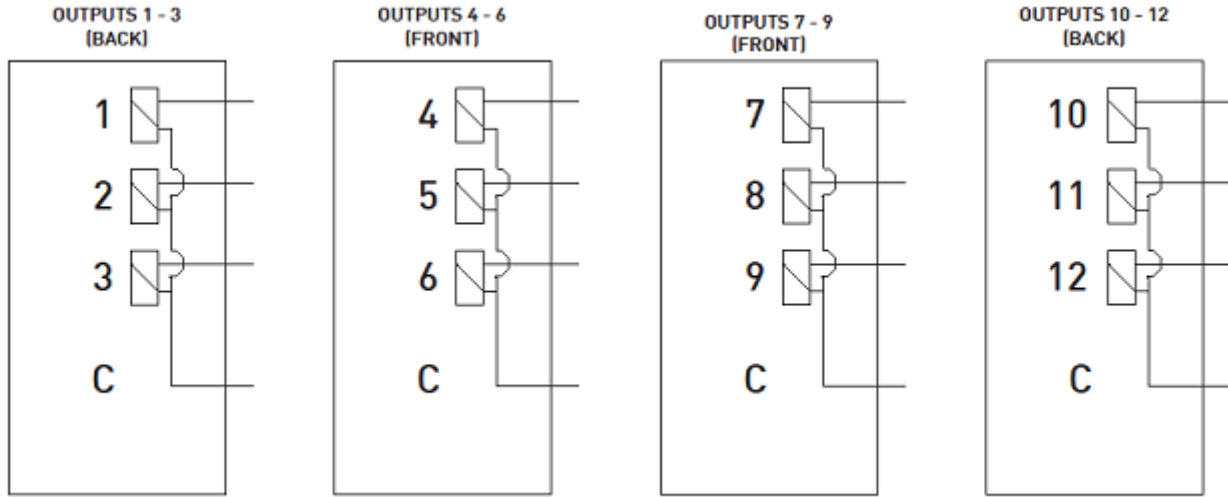 OUTPUTS 1 - 3
(BACK)
1
2
3
C
OUTPUTS 4 - 6
(FRONT)
4
5
6
C
OUTPUTS 7 - 9
(FRONT)
7
8
9
C
OUTPUTS 10 - 12
(BACK)
10
11
12
C